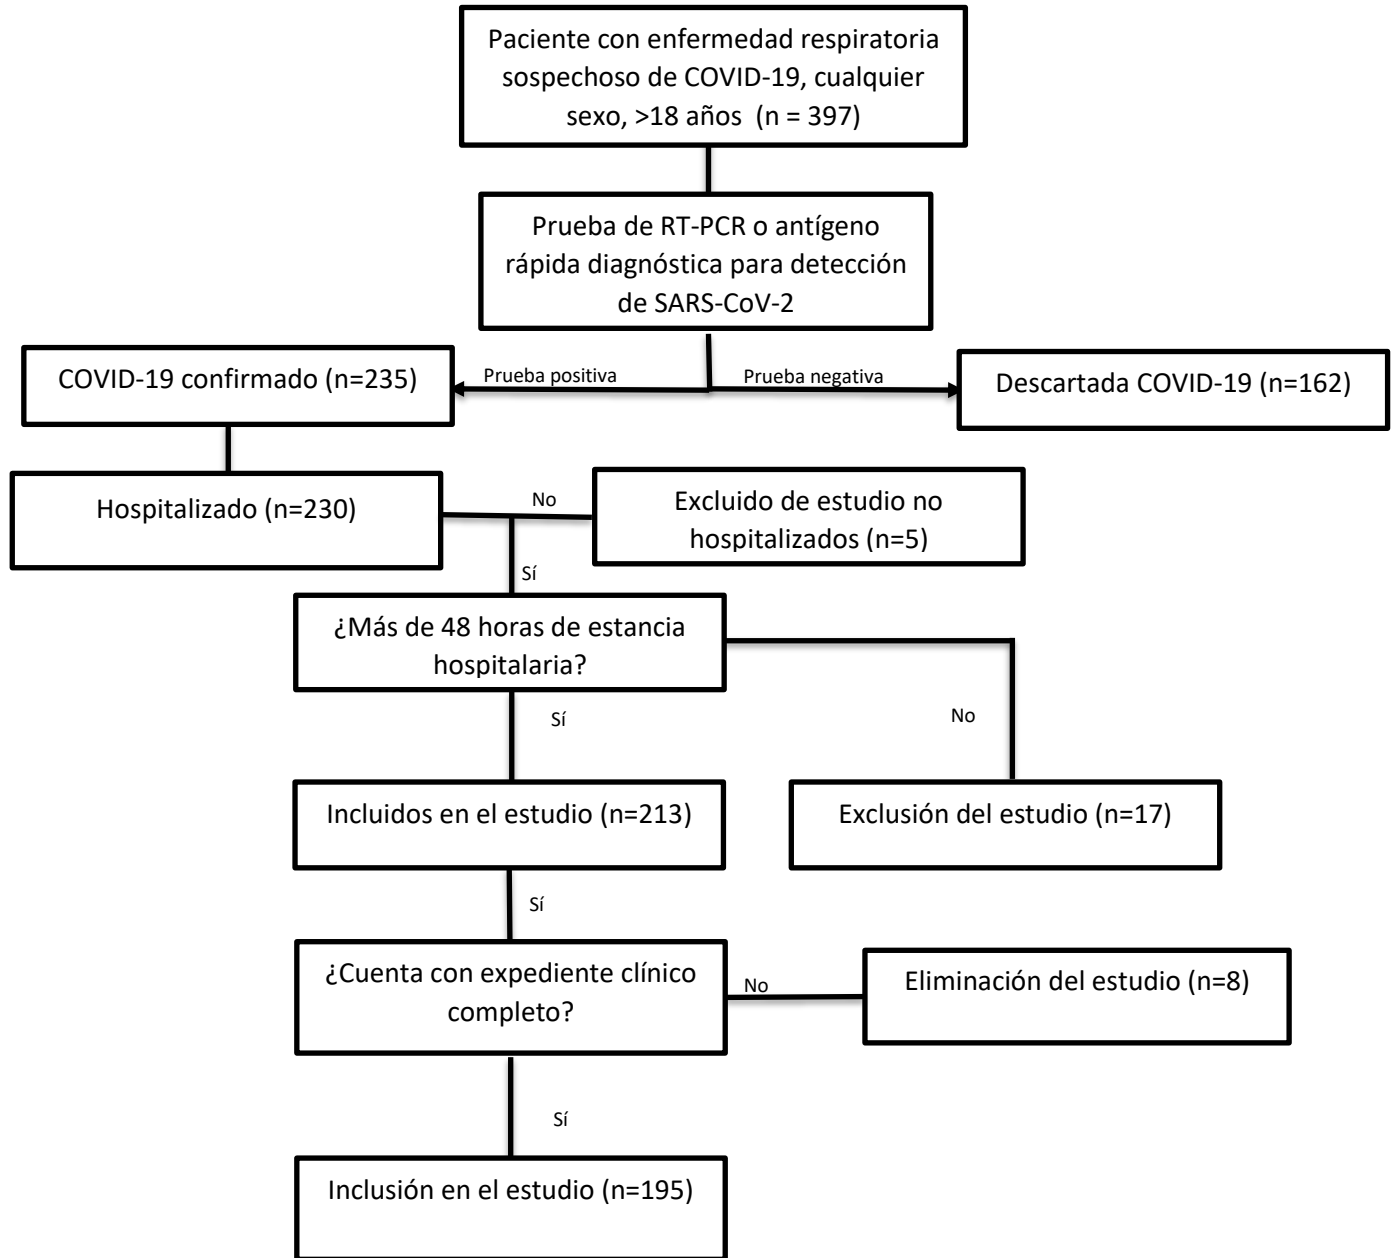 Paciente con enfermedad respiratoria
sospechoso de COVID-19, cualquier
sexo, >18 años (n = 397)
Prueba de RT-PCR o antígeno
rápida diagnóstica para detección
de SARS-CoV-2
COVID-19 confirmado (n=235)
Prueba positiva
Prueba negativa
Descartada COVID-19 (n=162)
Hospitalizado (n=230)
No
Excluido de estudio no
hospitalizados (n=5)
Sí
¿Más de 48 horas de estancia
hospitalaria?
Sí
No
Incluidos en el estudio (n=213)
Exclusión del estudio (n=17)
Sí
¿Cuenta con expediente clínico
completo?
No
Eliminación del estudio (n=8)
Sí
Inclusión en el estudio (n=195)